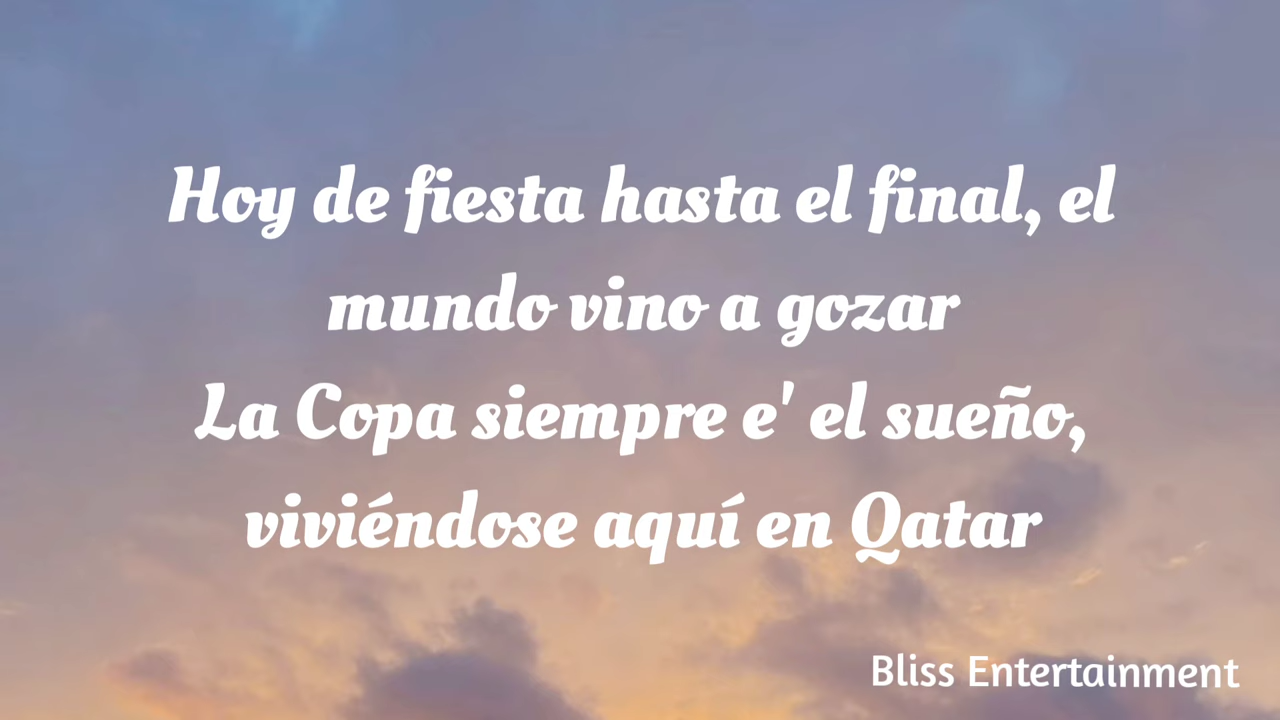 Hoy de fiesta hasta el final, el
mundo vino a gozar
La Copa siempre e' el sueño,
viviéndose aquí en Qatar
Bliss Entertainment